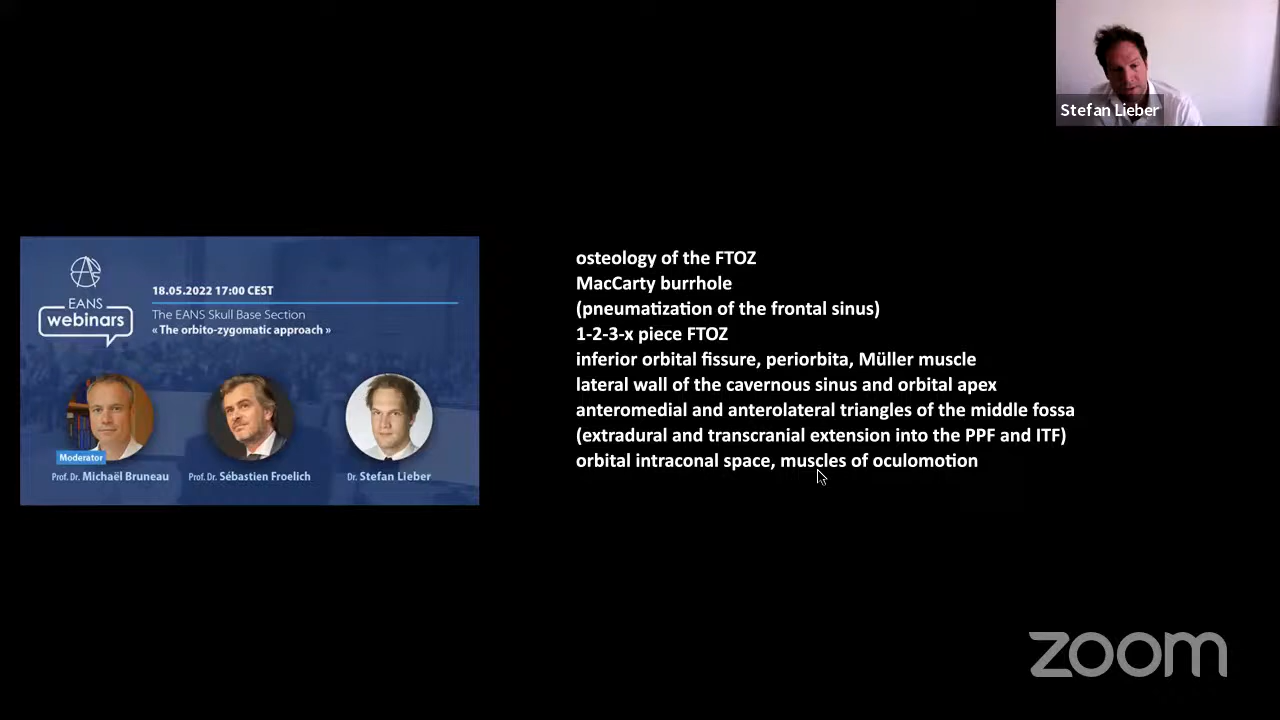 Stefan Lieber
EANS
webinars
18.05.2022 17:00 CEST
The EANS Skull Base Section
« The orbito-zygomatic approach »
Moderator
Prof. Dr. Michaël Bruneau
Prof. Dr. Sébastien Froelich
Dr. Stefan Lieber
osteology of the FTOZ
MacCarty burrhole
(pneumatization of the frontal sinus)
1-2-3-x piece FTOZ
inferior orbital fissure, periorbita, Müller muscle
lateral wall of the cavernous sinus and orbital apex
anteromedial and anterolateral triangles of the middle fossa
(extradural and transcranial extension into the PPF and ITF)
orbital intraconal space, muscles of oculomotion
zoom